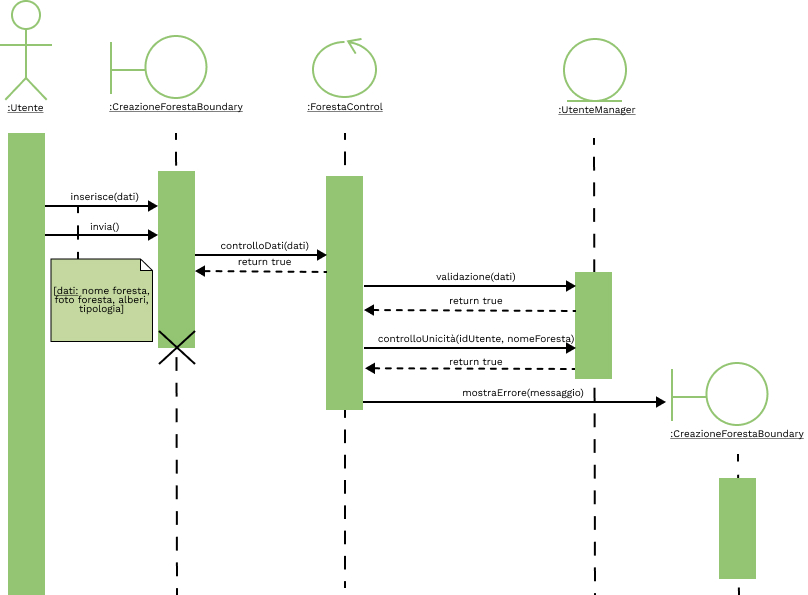 :Utente
:CreazioneForestaBoundary
:ForestaControl
:UtenteManager
inserisce(dati)
invia()
controlloDati(dati)
return true
validazione(dati)
[dati: nome foresta,
foto foresta, alberi,
tipologia]
return true
controlloUnicità(idUtente, nomeForesta)
return true
mostraErrore(messaggio)
:CreazioneForestaBoundary